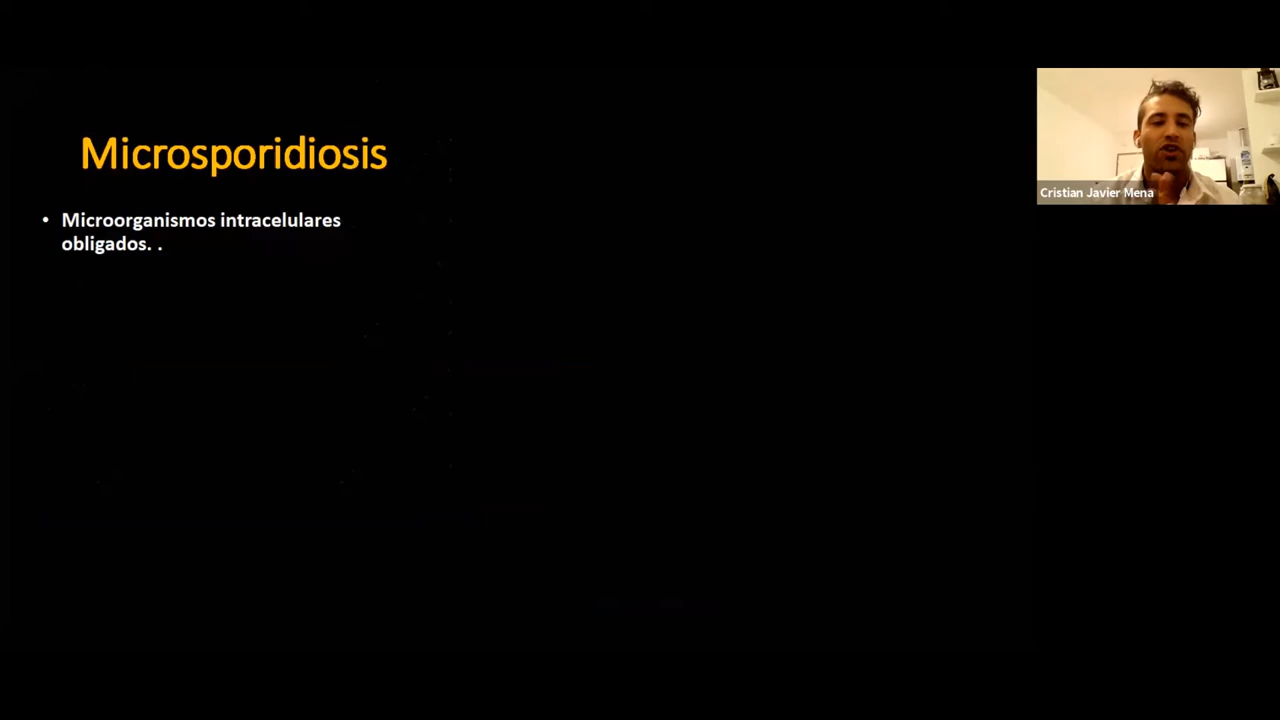 Microsporidiosis
• Microorganismos intracelulares
obligados. .
Cristian Javier Mena